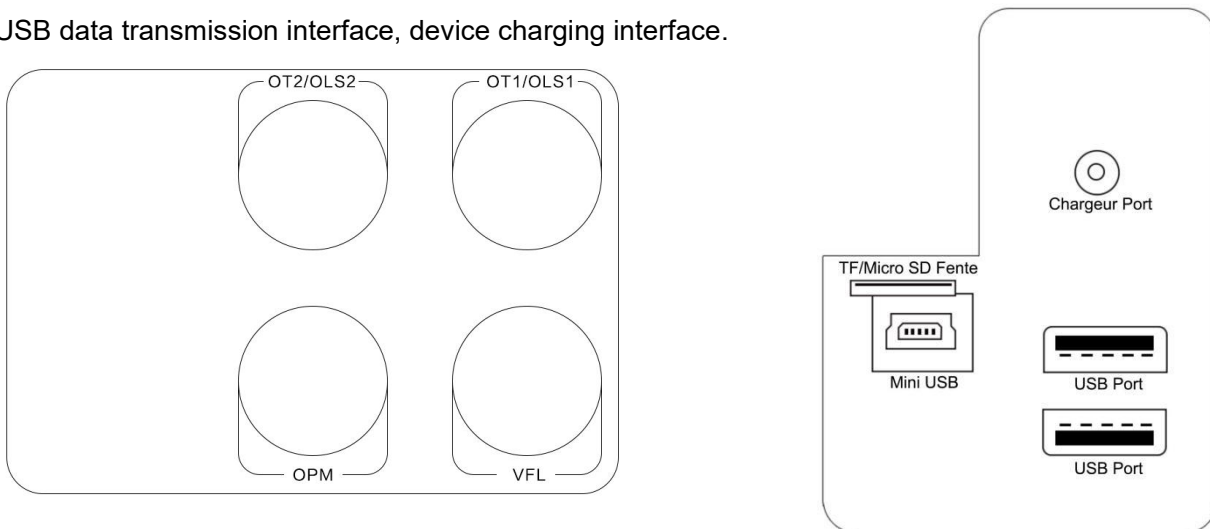 USB data transmission interface, device charging interface.
OT2/OLS2 OT1/OLS1
OPM VFL
Chargeur Port
TF/Micro SD Fente
Mini USB
USB Port
USB Port